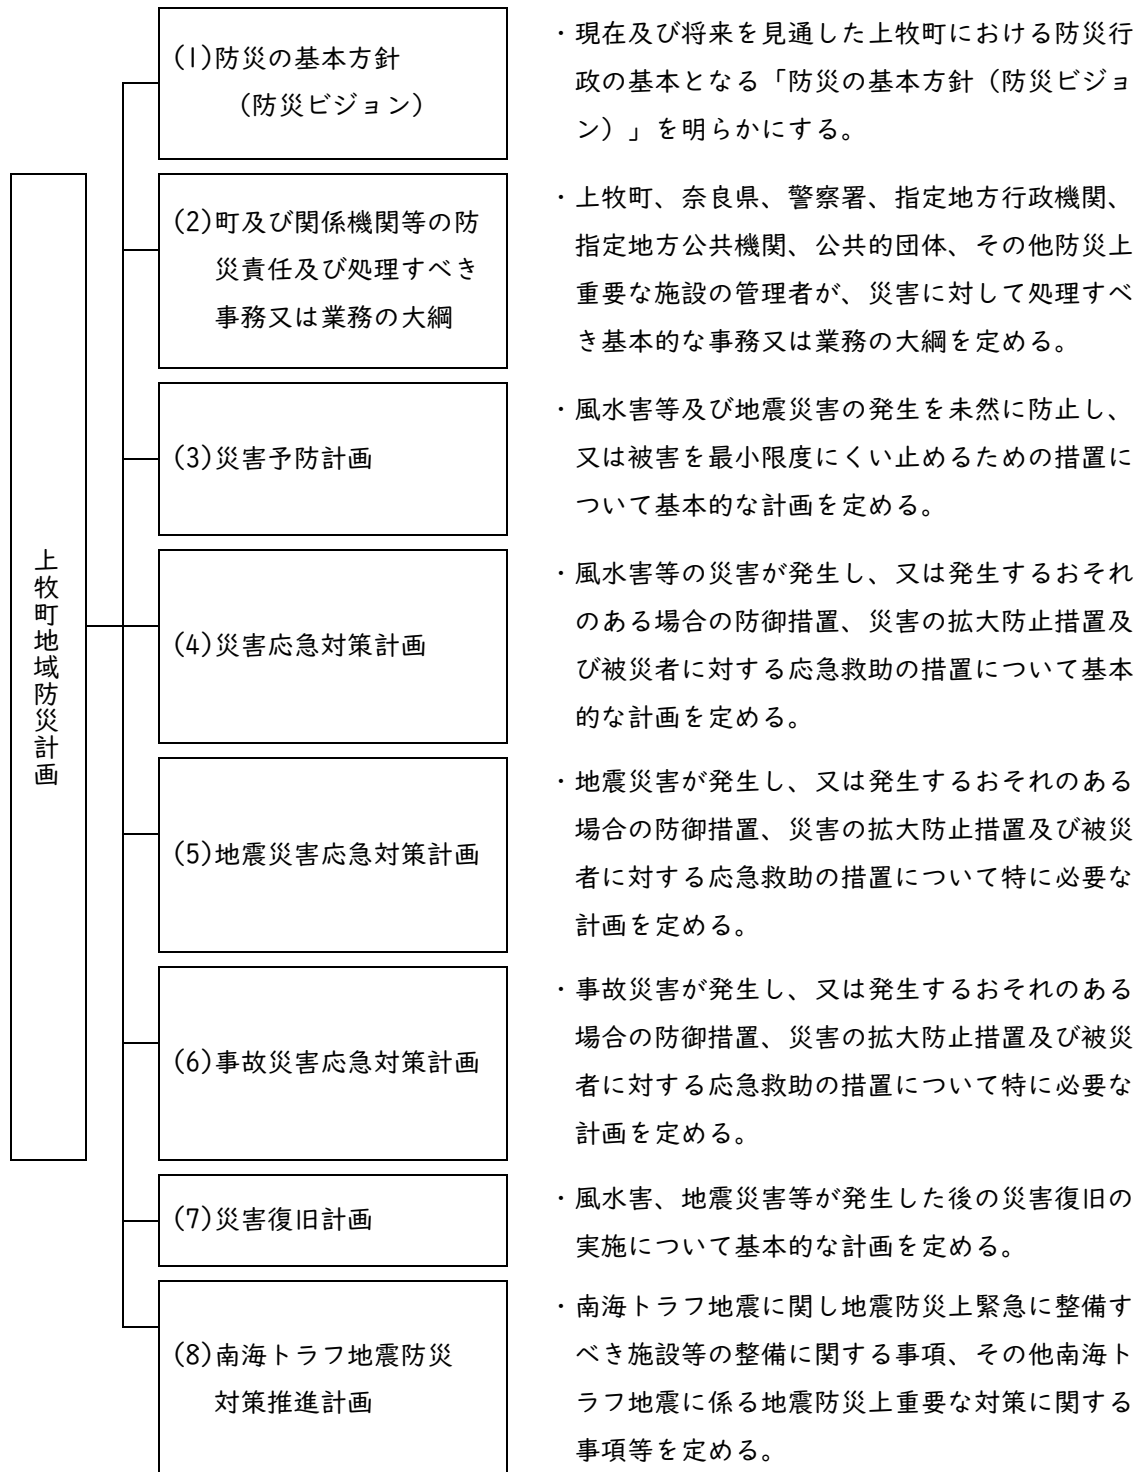 上牧町地域防災計画
(1)防災の基本方針
(防災ビジョン)
・現在及び将来を見通した上牧町における防災行
政の基本となる「防災の基本方針（防災ビジョ
ン）」を明らかにする。
(2)町及び関係機関等の防
災責任及び処理すべき
事務又は業務の大綱
・上牧町、奈良県、警察署、指定地方行政機関、
指定地方公共機関、公共的団体、その他防災上
重要な施設の管理者が、災害に対して処理すべ
き基本的な事務又は業務の大綱を定める。
(3)災害予防計画
・風水害等及び地震災害の発生を未然に防止し、
又は被害を最小限度にくい止めるための措置に
ついて基本的な計画を定める。
(4)災害応急対策計画
・風水害等の災害が発生し、又は発生するおそれ
のある場合の防御措置、災害の拡大防止措置及
び被災者に対する応急救助の措置について基本
的な計画を定める。
(5)地震災害応急対策計画
・地震災害が発生し、又は発生するおそれのある
場合の防御措置、災害の拡大防止措置及び被災
者に対する応急救助の措置について特に必要な
計画を定める。
(6)事故災害応急対策計画
・事故災害が発生し、又は発生するおそれのある
場合の防御措置、災害の拡大防止措置及び被災
者に対する応急救助の措置について特に必要な
計画を定める。
(7)災害復旧計画
・風水害、地震災害等が発生した後の災害復旧の
実施について基本的な計画を定める。
(8)南海トラフ地震防災
対策推進計画
・南海トラフ地震に関し地震防災上緊急に整備す
べき施設等の整備に関する事項、その他南海ト
ラフ地震に係る地震防災上重要な対策に関する
事項等を定める。